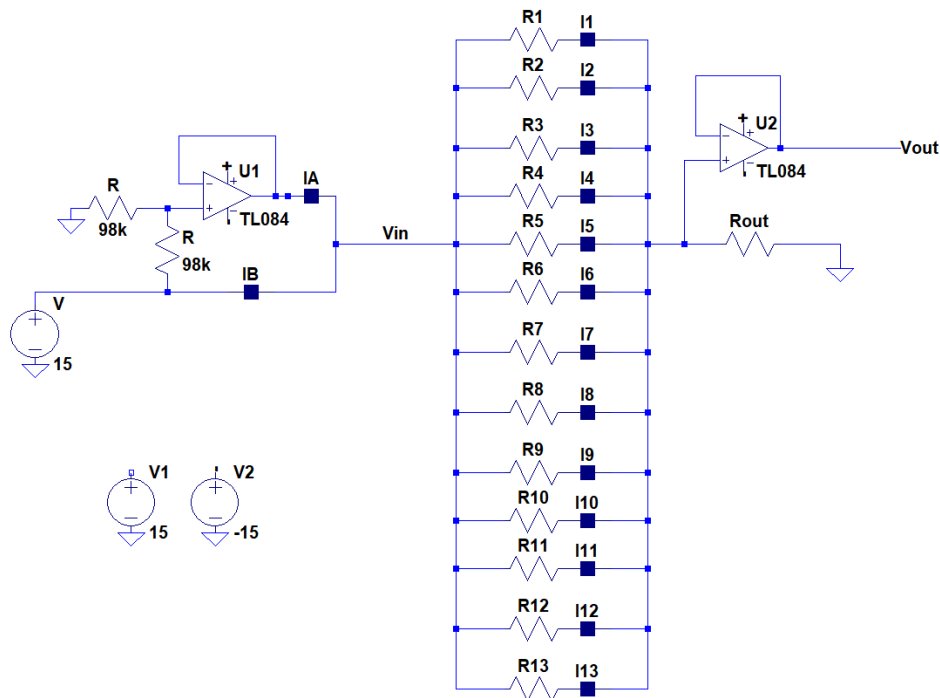 R1 I1
R2 I2
R3 I3
R4 I4
R5 I5
R6 I6
R7 I7
R8 I8
R9 I9
R10 I10
R11 I11
R12 I12
R13 I13
U1
TL084
IA
R
98k
R
98k
IB
V
15
Vin
U2
TL084
Vout
Rout
V1
15
V2
-15